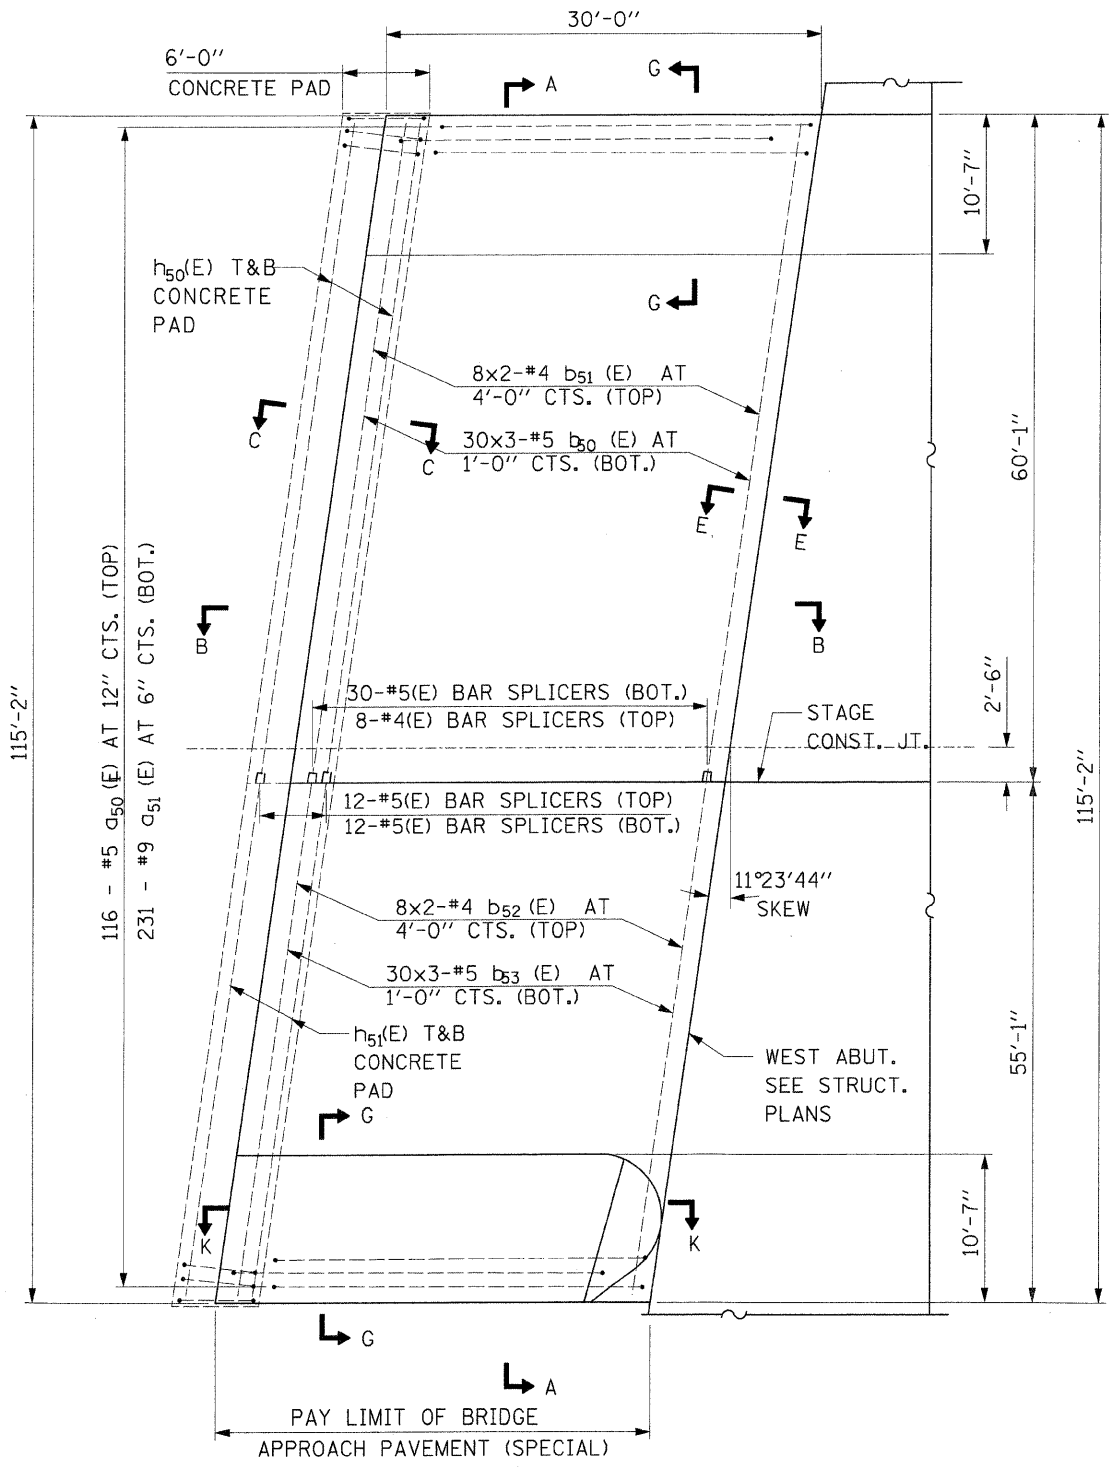 30'-0"
6'-0"
CONCRETE PAD
A
G
10'-7"
h50(E) T&B
CONCRETE
PAD
G
8x2-#4 b51 (E) AT
4'-0" CTS. (TOP)
30x3-#5 b50 (E) AT
1'-0" CTS. (BOT.)
C
C
60'-1"
E
E
116 - #5 a50 (E) AT 12" CTS. (TOP)
231 - #9 a51 (E) AT 6" CTS. (BOT.)
B
B
115'-2"
30-#5(E) BAR SPLICERS (BOT.)
8-#4(E) BAR SPLICERS (TOP)
2'-6"
STAGE
CONST. JT.
115'-2"
12-#5(E) BAR SPLICERS (TOP)
12-#5(E) BAR SPLICERS (BOT.)
11°23'44"
SKEW
8x2-#4 b52 (E) AT
4'-0" CTS. (TOP)
30x3-#5 b53 (E) AT
1'-0" CTS. (BOT.)
h51(E) T&B
CONCRETE
PAD
55'-1"
WEST ABUT.
SEE STRUCT.
PLANS
G
K
K
10'-7"
G
A
PAY LIMIT OF BRIDGE
APPROACH PAVEMENT (SPECIAL)